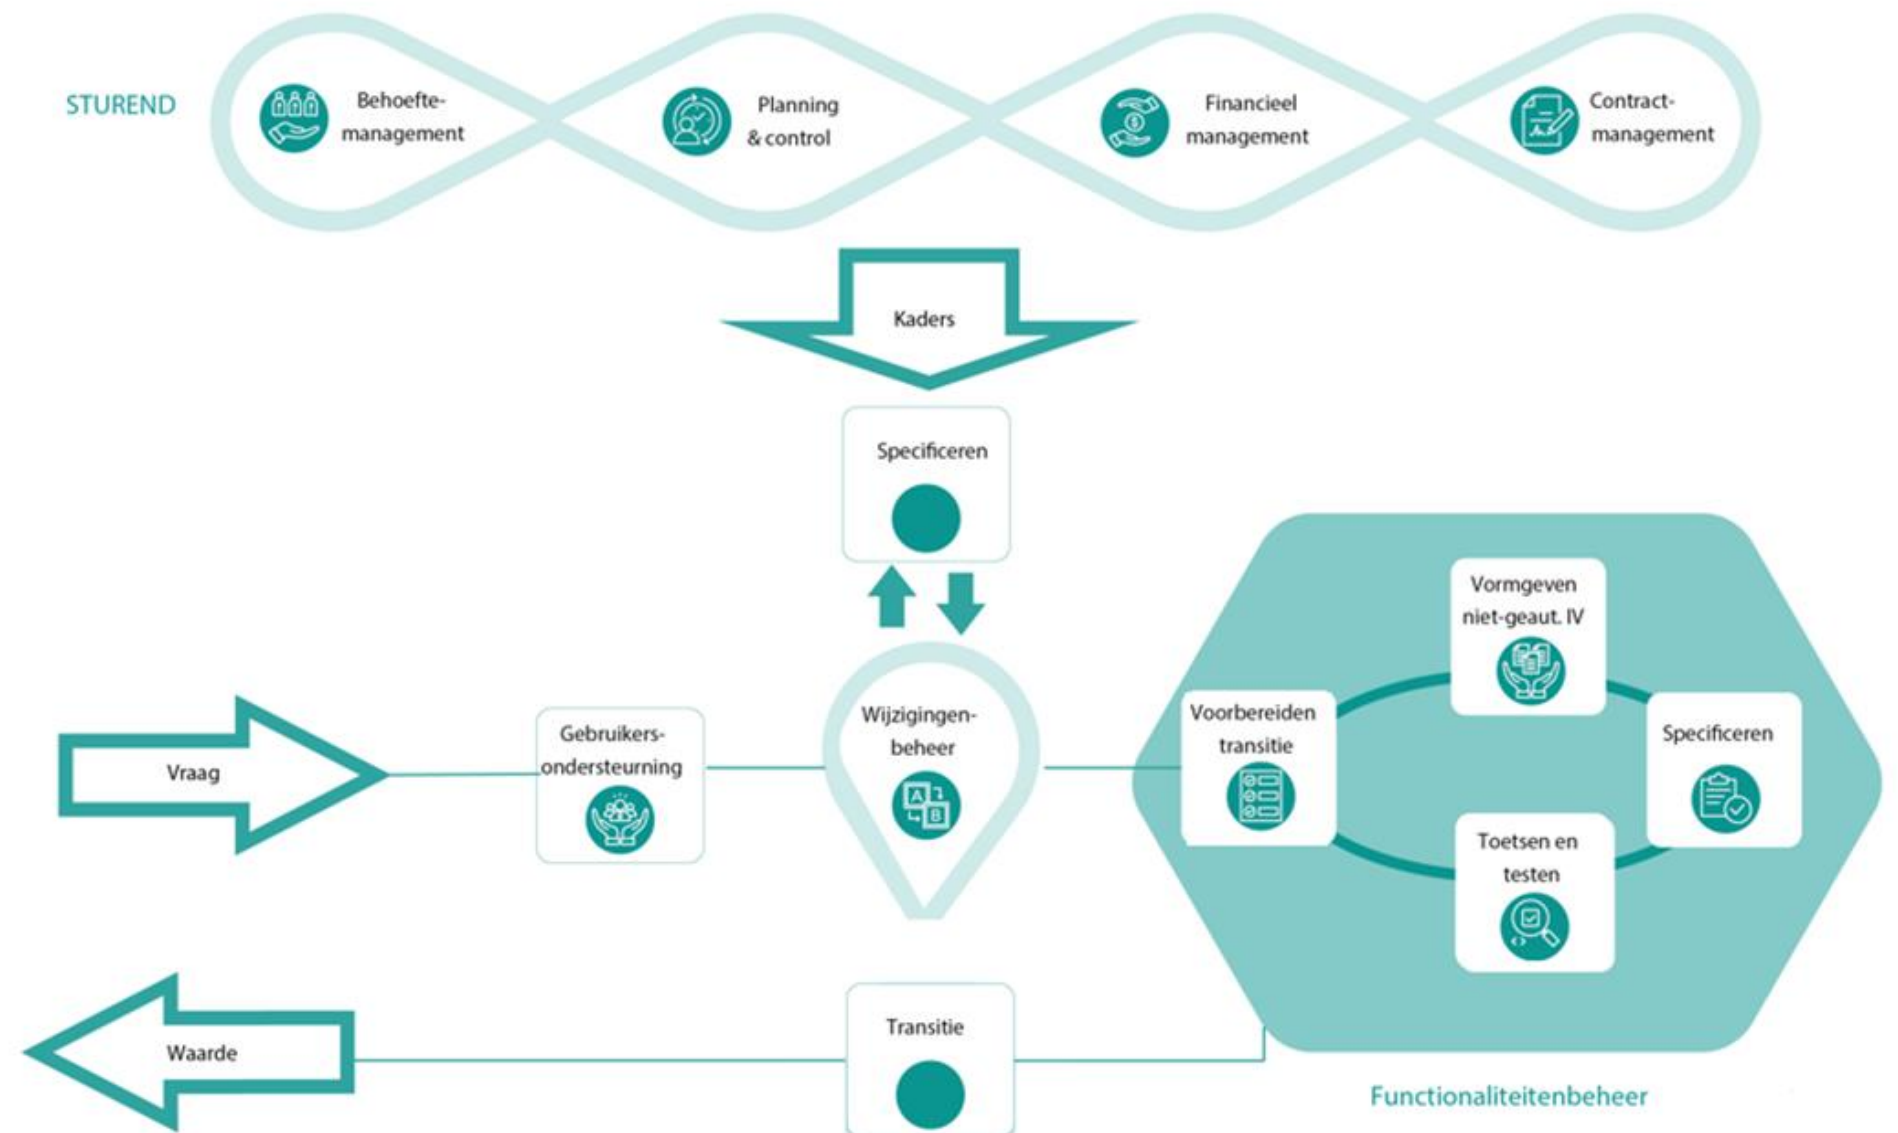 STUREND
Behoefte-
management
Planning
& control
Financieel
management
Contract-
management
Kaders
Specificeren
Vraag
Gebruikers-
ondersteurning
Wijzigingen-
beheer
A
B
Voorbereiden
transitie
Vormgeven
niet-geaut. IV
Specificeren
Toetsen en
testen
Waarde
Transitie
Functionaliteitenbeheer